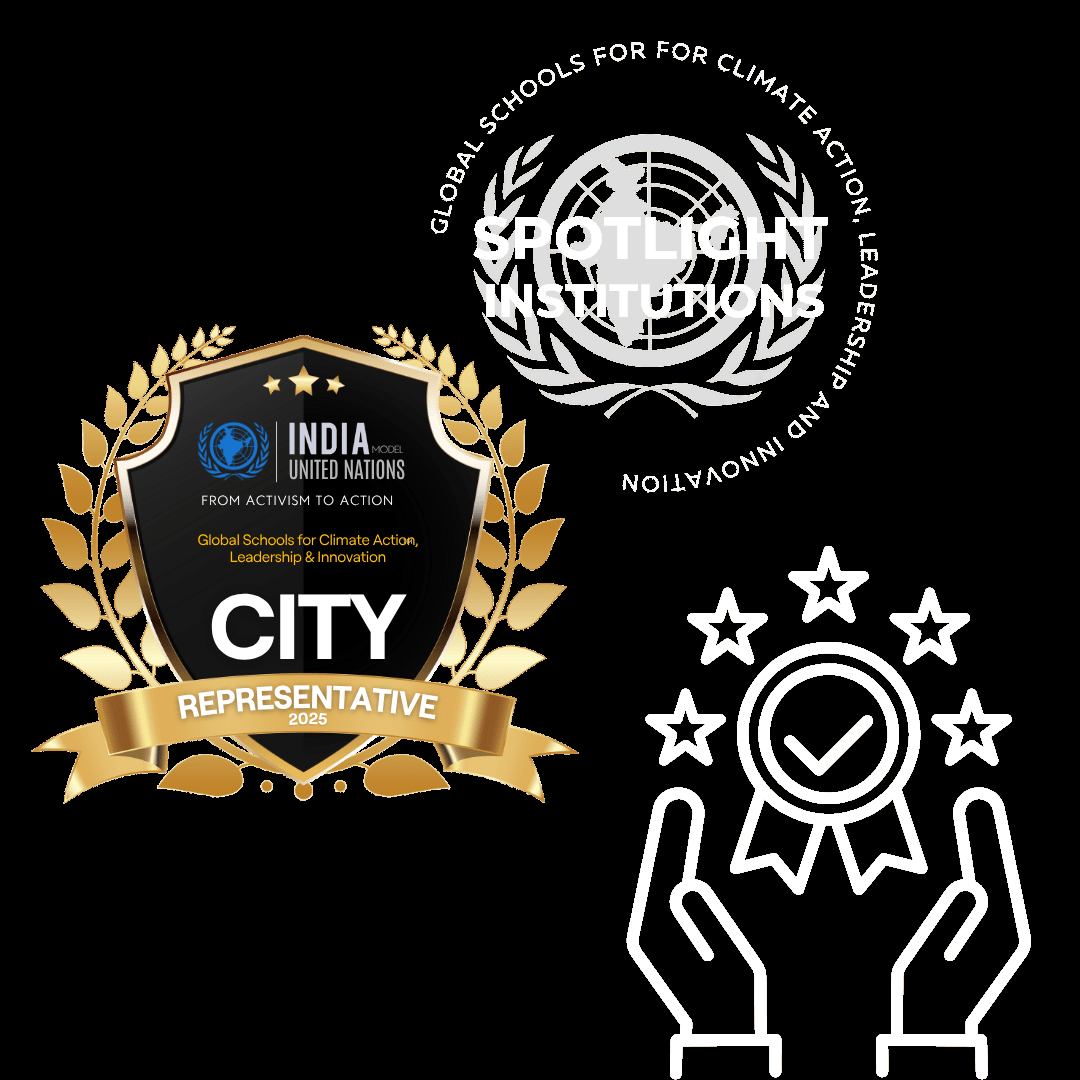 GLOBAL SCHOOLS FOR FOR CLIMATE ACTION, LEADERSHIP AND INNOVATION
SPOTLIGHT
INSTITUTIONS
INDIA
MODEL
UNITED NATIONS
FROM ACTIVISM TO ACTION
Global Schools for Climate Action,
Leadership & Innovation
CITY
REPRESENTATIVE
2025